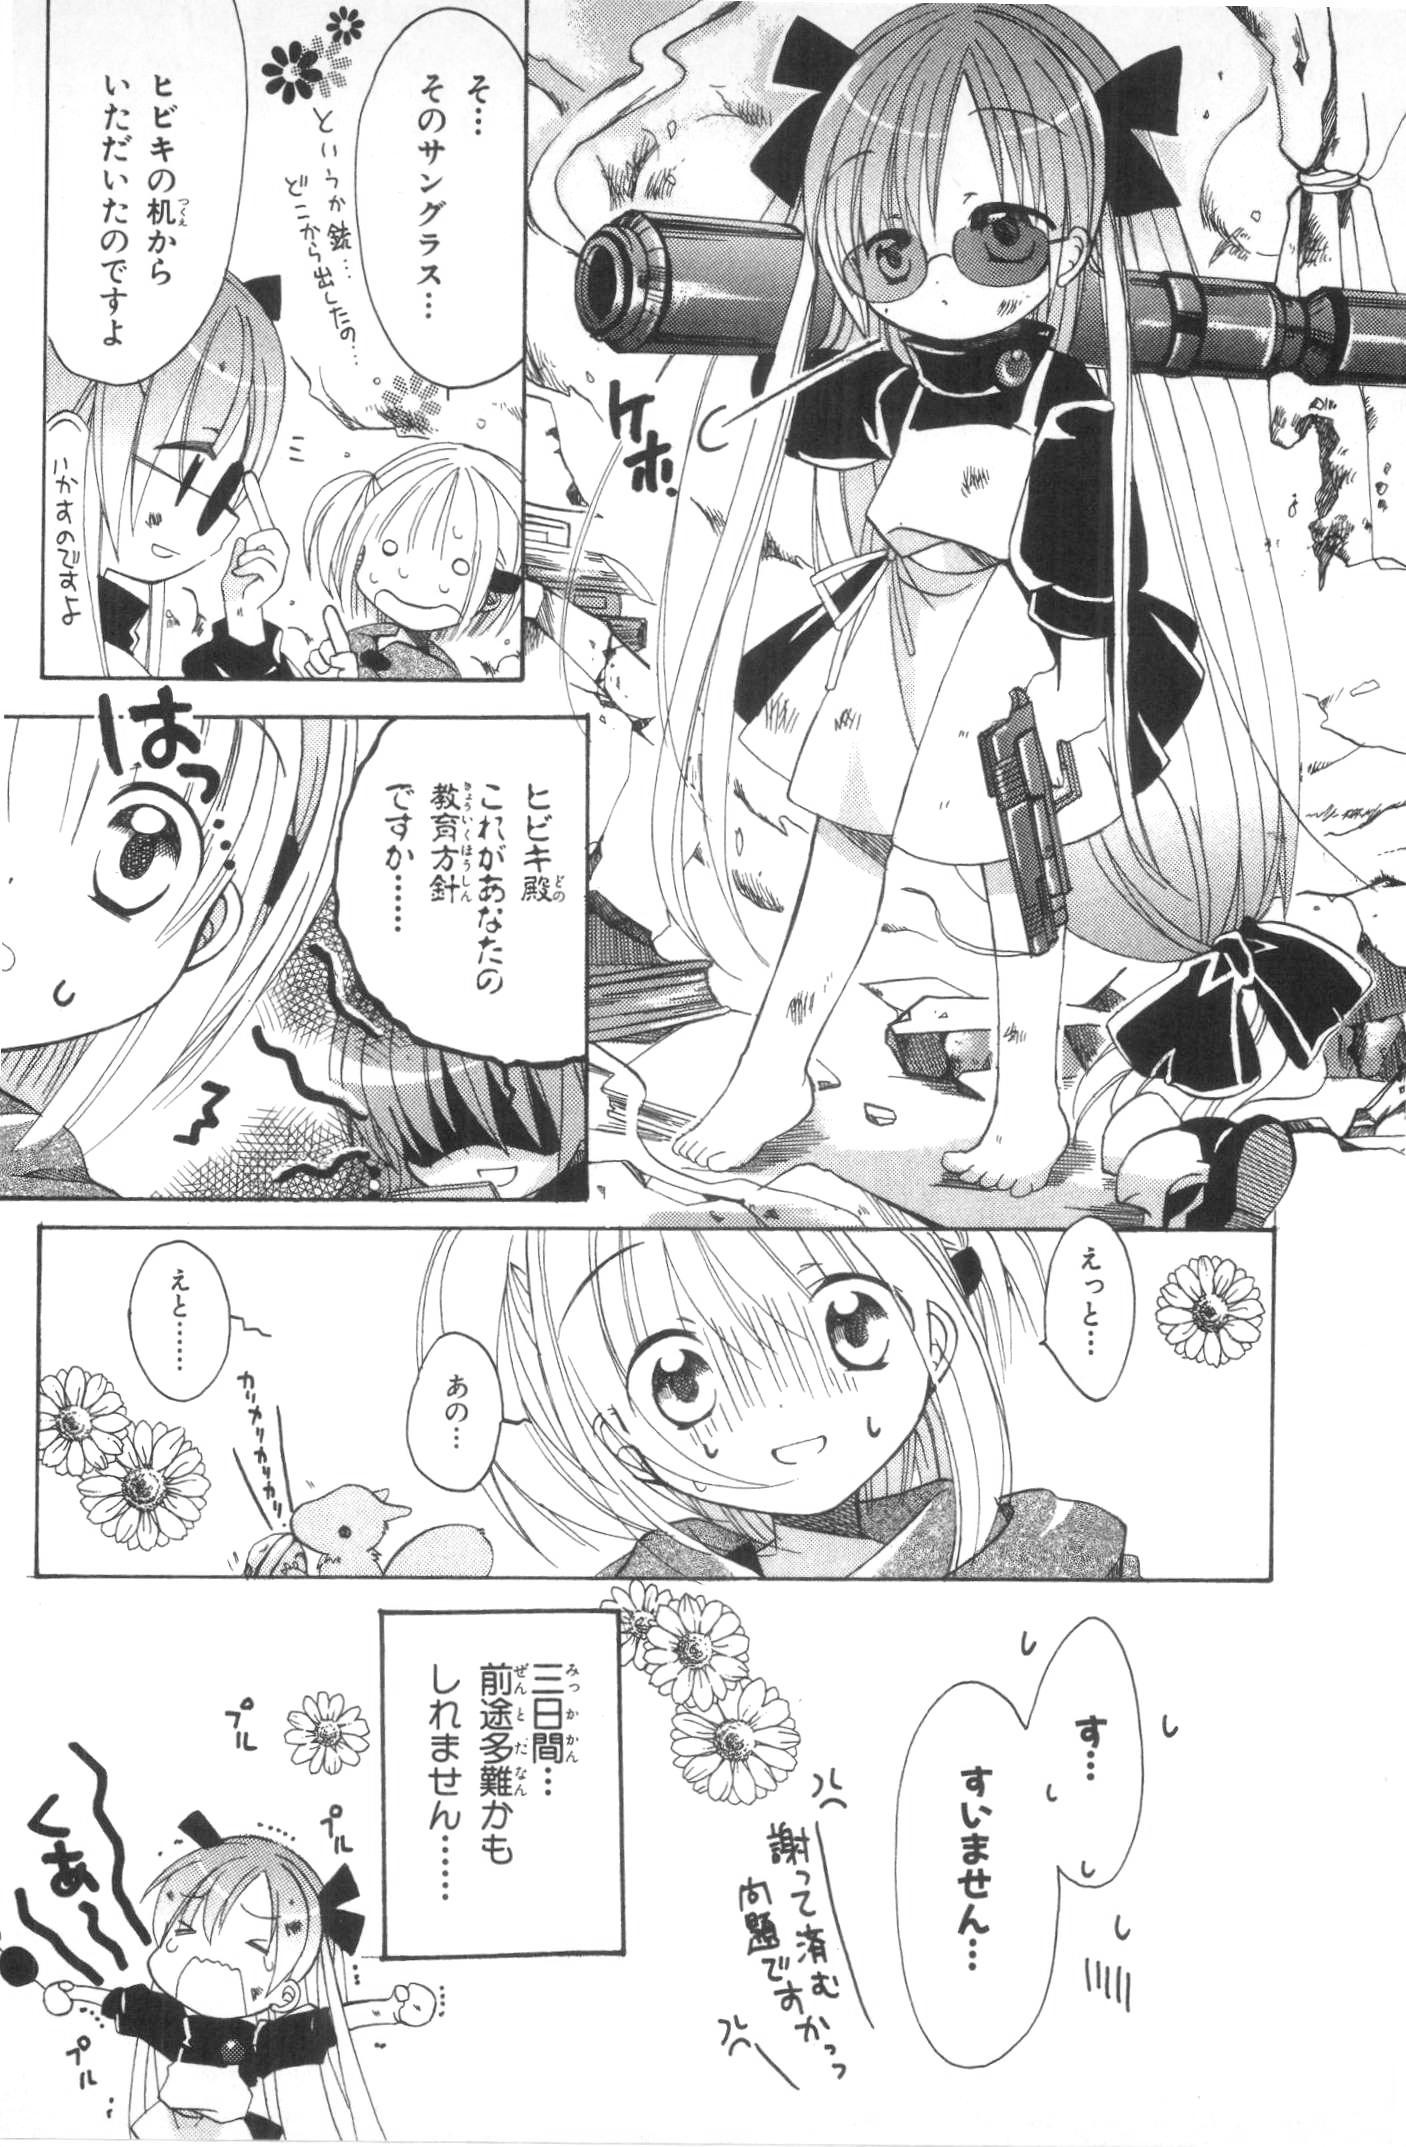 ケホ。
そ…
そのサングラス…
というか銃…
どこから出したの…
ヒビキの机から
いただいたのですよ
いかすのですよ
ヒビキ殿
これがあなたの
教育方針
ですか……
はっ…
えっと…
あの…
えと……
カリカリッカリカリッ
す…
すいません…
謝って済む
問題ですかっっ
三日間…
前途多難かも
しれません……
プル
プル
くあー
プル